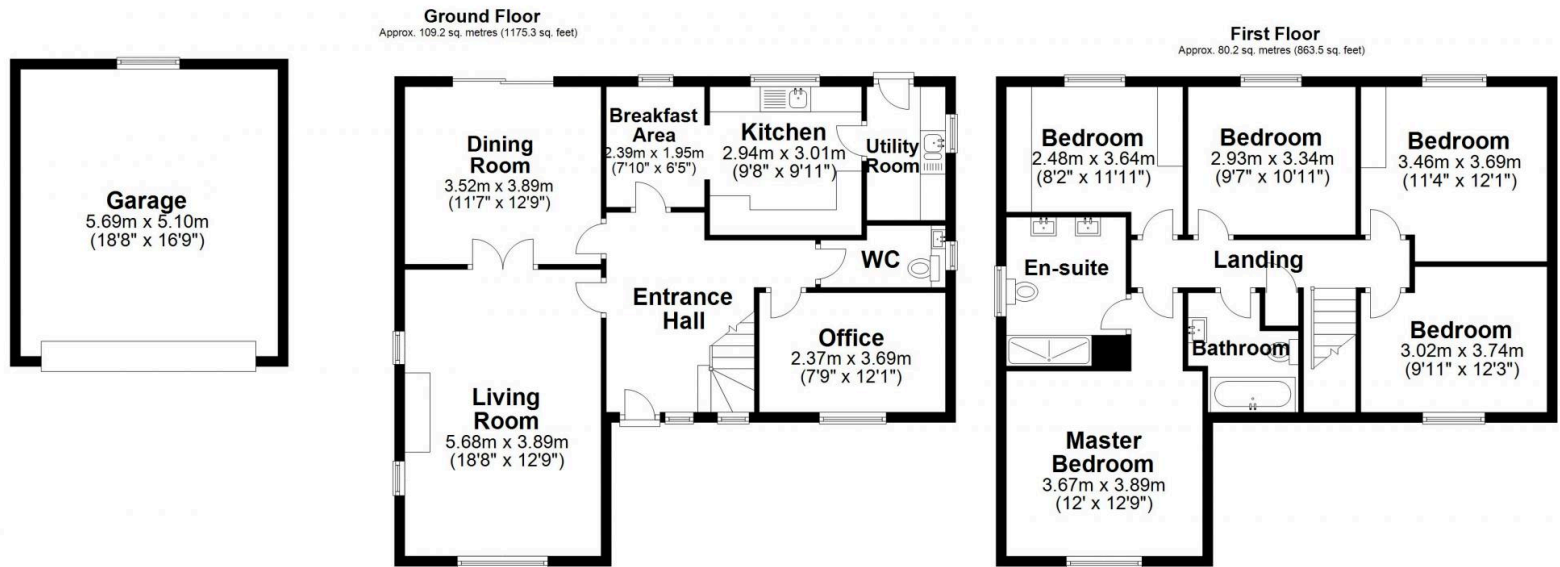 Ground Floor
Approx. 109.2 sq. metres (1175.3 sq. feet)
Garage
5.69m x 5.10m
(18'8" x 16'9")
Dining
Room
3.52m x 3.89m
(11'7" x 12'9")
Breakfast
Area
2.39m x 1.95m
(7'10" x 6'5")
Kitchen
2.94m x 3.01m
(9'8" x 9'11")
Utility
Room
WC
Entrance
Hall
Office
2.37m x 3.69m
(7'9" x 12'1")
Living
Room
5.68m x 3.89m
(18'8" x 12'9")
First Floor
Approx. 80.2 sq. metres (863.5 sq. feet)
Bedroom
2.48m x 3.64m
(8'2" x 11'11")
Bedroom
2.93m x 3.34m
(9'7" x 10'11")
Bedroom
3.46m x 3.69m
(11'4" x 12'1")
En-suite
Landing
Bathroom
Bedroom
3.02m x 3.74m
(9'11" x 12'3")
Master
Bedroom
3.67m x 3.89m
(12' x 12'9")